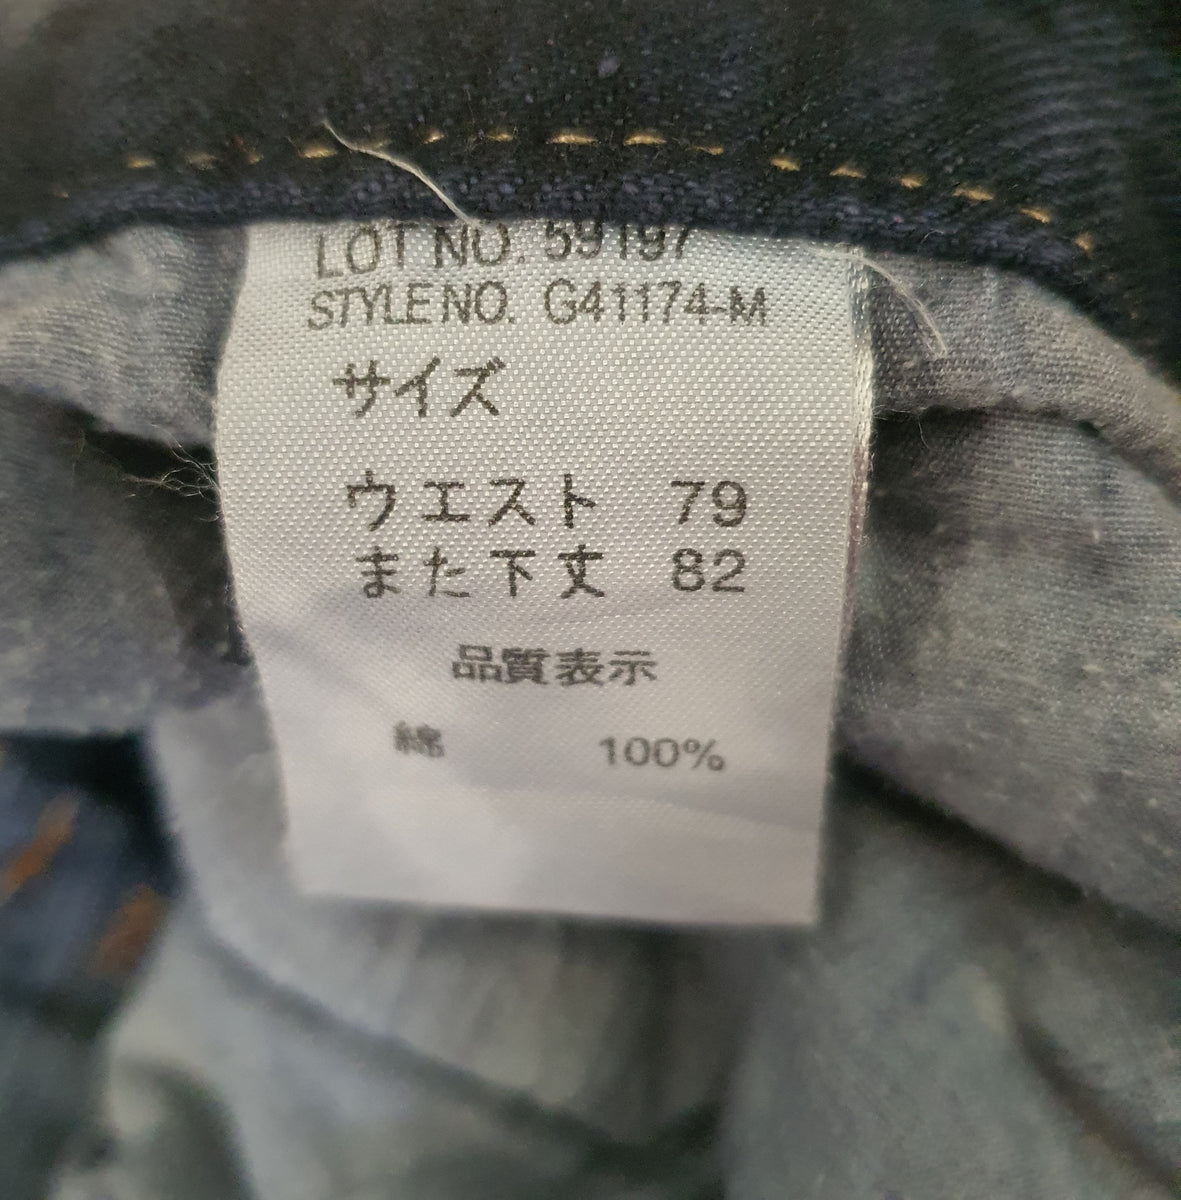 LOT NO. 59197
STYLE NO. G41174-M
サイズ
ウエスト 79
また下丈 82
品質表示
綿 100%